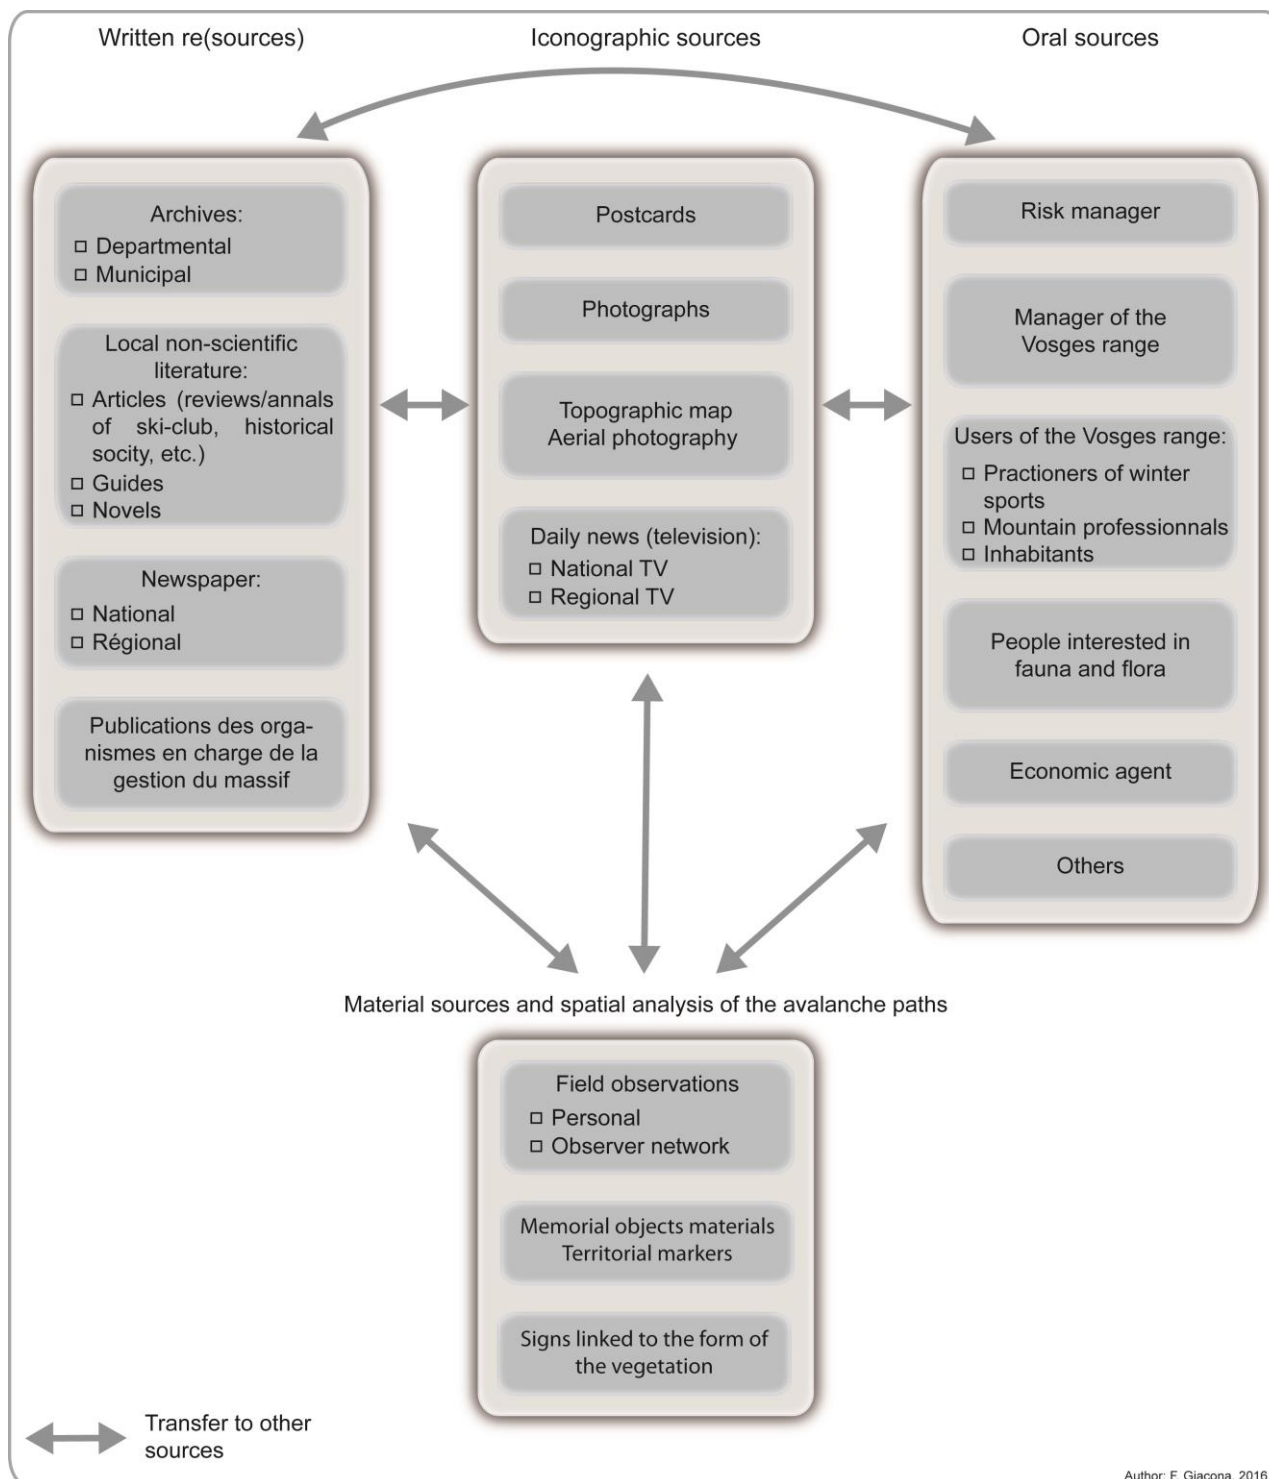 Written re(sources)
Iconographic sources
Oral sources
Archives:
Departmental
Municipal
Local non-scientific
literature:
Articles (reviews/annals
of ski-club, historical
socity, etc.)
Guides
Novels
Newspaper:
National
Régional
Publications des orga-
nismes en charge de la
gestion du massif
Postcards
Photographs
Topographic map
Aerial photography
Daily news (television):
National TV
Regional TV
Risk manager
Manager of the
Vosges range
Users of the Vosges range:
Practioners of winter
sports
Mountain professionnals
Inhabitants
People interested in
fauna and flora
Economic agent
Others
Material sources and spatial analysis of the avalanche paths
Field observations
Personal
Observer network
Memorial objects materials
Territorial markers
Signs linked to the form of
the vegetation
Transfer to other
sources
Author: F. Giacona, 2016